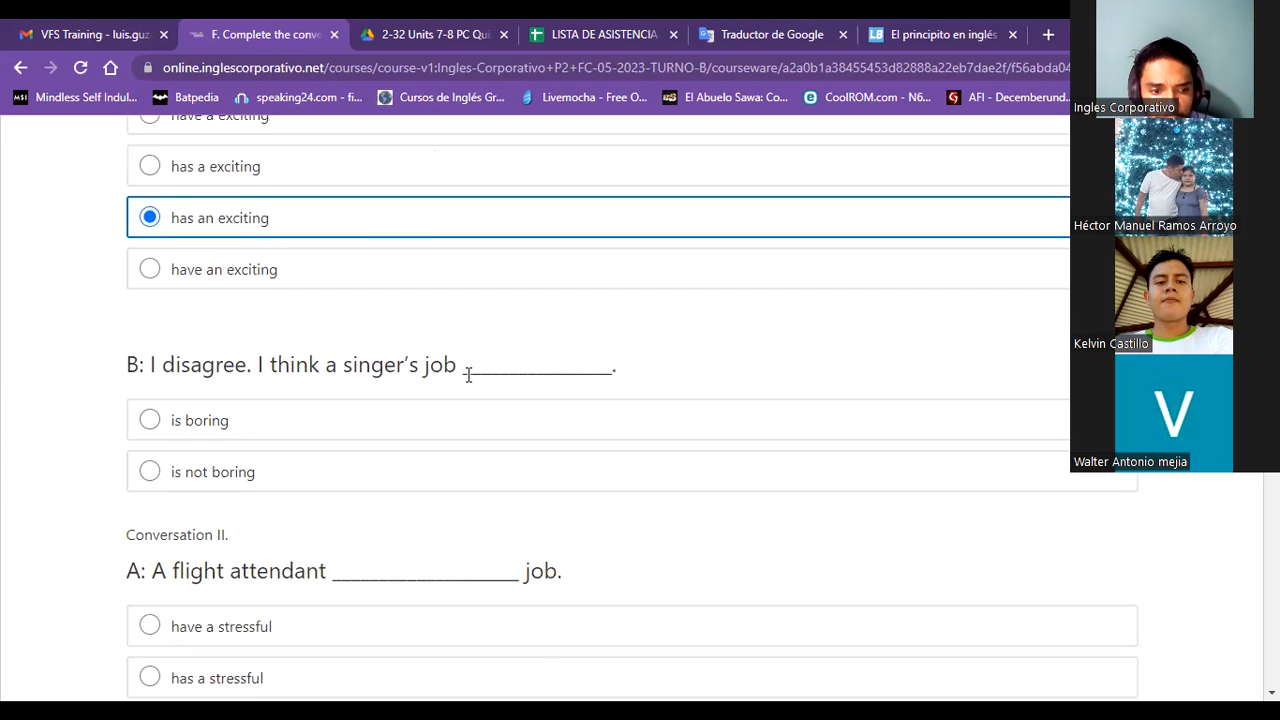 VFS Training - luis.guz
F. Complete the conve
2-32 Units 7-8 PC Qui
LISTA DE ASISTENCIA
Traductor de Google
El principito en inglés
online.inglescorporativo.net/courses/course-v1:Ingles-Corporativo+P2+FC-05-2023-TURNO-B/courseware/a2a0b1a38455453d82888a22eb7dae2f/f56abda04
Mindless Self Indul...
Batpedia
speaking24.com - fi...
Cursos de Inglés Gr...
Livemocha - Free O...
El Abuelo Sawa: Co...
CoolROM.com - N6...
AFI - Decemberund
Ingles Corporativo
have a exciting
has a exciting
has an exciting
have an exciting
Héctor Manuel Ramos Arroyo
Kelvin Castillo
V
Walter Antonio mejia
B: I disagree. I think a singer's job _______________.
is boring
is not boring
Conversation II.
A: A flight attendant ___________________ job.
have a stressful
has a stressful